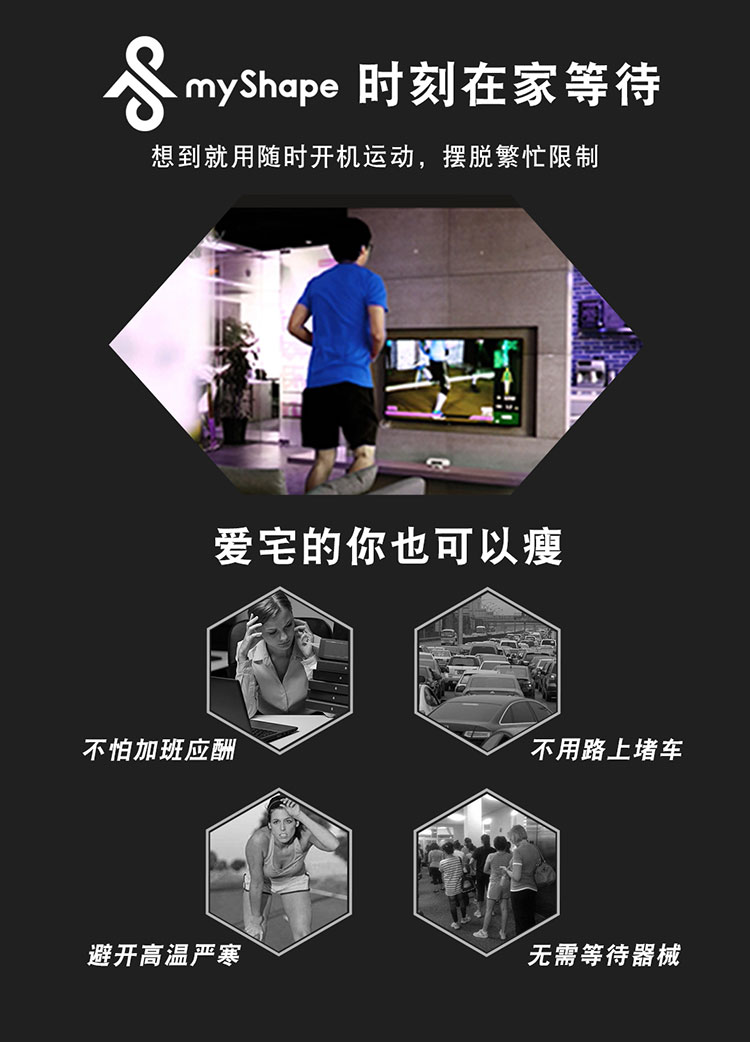 myShape 时刻在家等待
想到就用随时开机运动，摆脱繁忙限制
爱宅的你也可以瘦
不怕加班应酬
不用路上堵车
避开高温严寒
无需等待器械